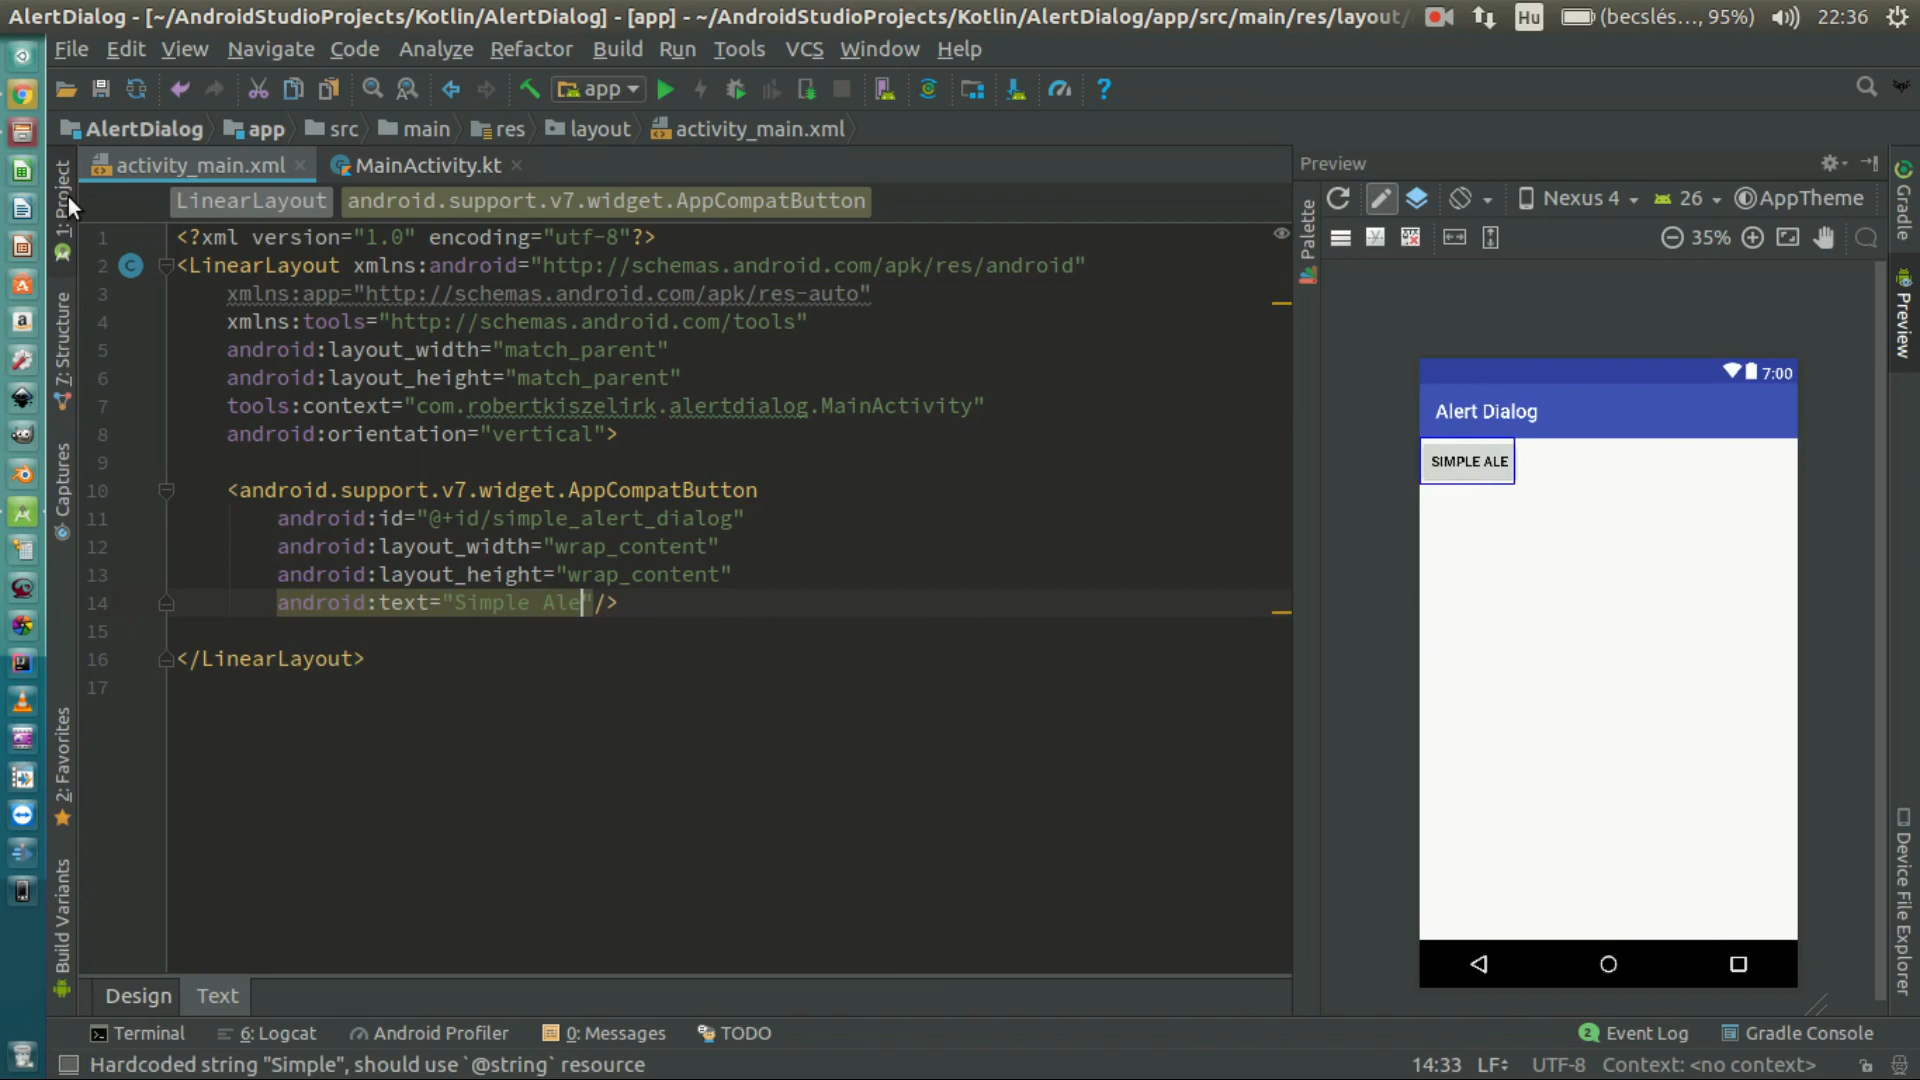 AlertDialog - [~/AndroidStudioProjects/Kotlin/AlertDialog] - [app] - ~/AndroidStudioProjects/Kotlin/AlertDialog/app/src/main/res/layout/
Hu (becslés..., 95%) 22:36
File Edit View Navigate Code Analyze Refactor Build Run Tools VCS Window Help
app
AlertDialog app src main res layout activity_main.xml
activity_main.xml MainActivity.kt
Preview
LinearLayout android.support.v7.widget.AppCompatButton
Nexus 4 26 AppTheme
35%
1: Project
7: Structure
Captures
2: Favorites
Build Variants
1 <?xml version="1.0" encoding="utf-8"?>
2 <LinearLayout xmlns:android="http://schemas.android.com/apk/res/android"
3 xmlns:app="http://schemas.android.com/apk/res-auto"
4 xmlns:tools="http://schemas.android.com/tools"
5 android:layout_width="match_parent"
6 android:layout_height="match_parent"
7 tools:context="com.robertkiszelirk.alertdialog.MainActivity"
8 android:orientation="vertical">
9
10 <android.support.v7.widget.AppCompatButton
11 android:id="@+id/simple_alert_dialog"
12 android:layout_width="wrap_content"
13 android:layout_height="wrap_content"
14 android:text="Simple Ale"/>
15
16 </LinearLayout>
17
Palette
7:00
Alert Dialog
SIMPLE ALE
Gradle
Preview
Device File Explorer
Design Text
Terminal 6: Logcat Android Profiler 0: Messages TODO
2 Event Log Gradle Console
Hardcoded string "Simple", should use `@string` resource
14:33 LF UTF-8 Context: <no context>